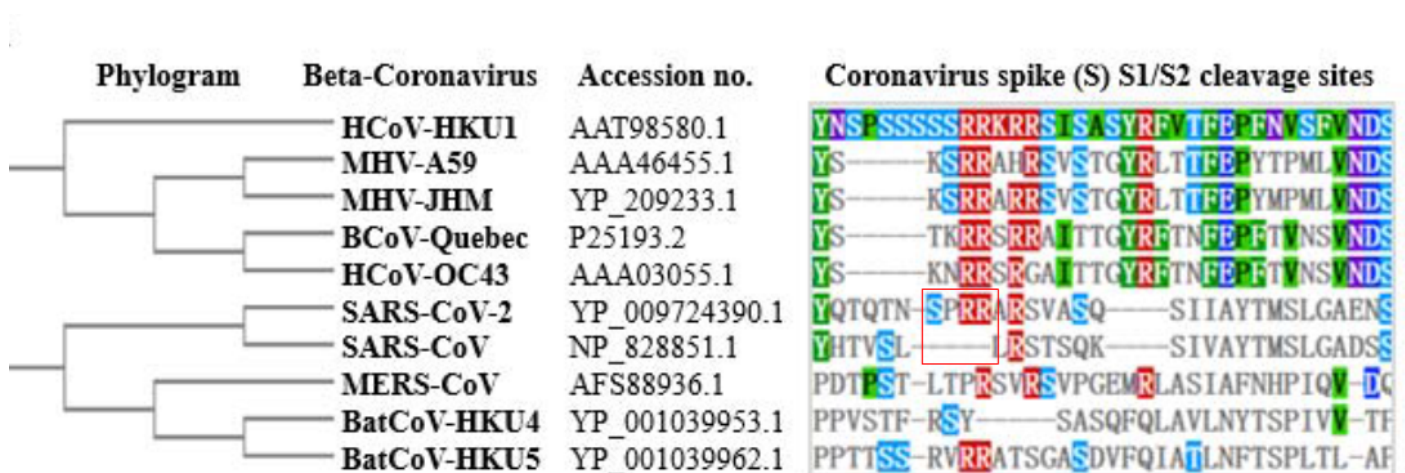 Phylogram Beta-Coronavirus Accession no. Coronavirus spike (S) S1/S2 cleavage sites
HCoV-HKU1 AAT98580.1 YNSPSSSSSRRKRRSISASYRFVTFEPFNVSFVNDS
MHV-A59 AAA46455.1 YS-----KSRRAHRSVSTGYRLTTFEPYTPMLVNDS
MHV-JHM YP_209233.1 YS-----KSRRARRSVSTGYRLTTFEPYMPMLVNDS
BCoV-Quebec P25193.2 YS-----TKRRSRRAITTGYRFTNFEPFTVNSVNDS
HCoV-OC43 AAA03055.1 YS-----KNRRSRGAITTGYRFTNFEPFTVNSVNDS
SARS-CoV-2 YP_009724390.1 YQTQTN-SPRRARSVASQ----SIIAYTMSLGAENS
SARS-CoV NP_828851.1 YHTVSL-----LRSTSQK----SIVAYTMSLGADSS
MERS-CoV AFS88936.1 PDTPST-LTPRSVRSVPGEMRLASIAFNHPIQV-DQ
BatCoV-HKU4 YP_001039953.1 PPVSTF-RSY-----SASQFQLAVLNYTSPIVV-TF
BatCoV-HKU5 YP_001039962.1 PPTTSS-RVRRATSGASDVFQIATLNFTSPLTL-AF